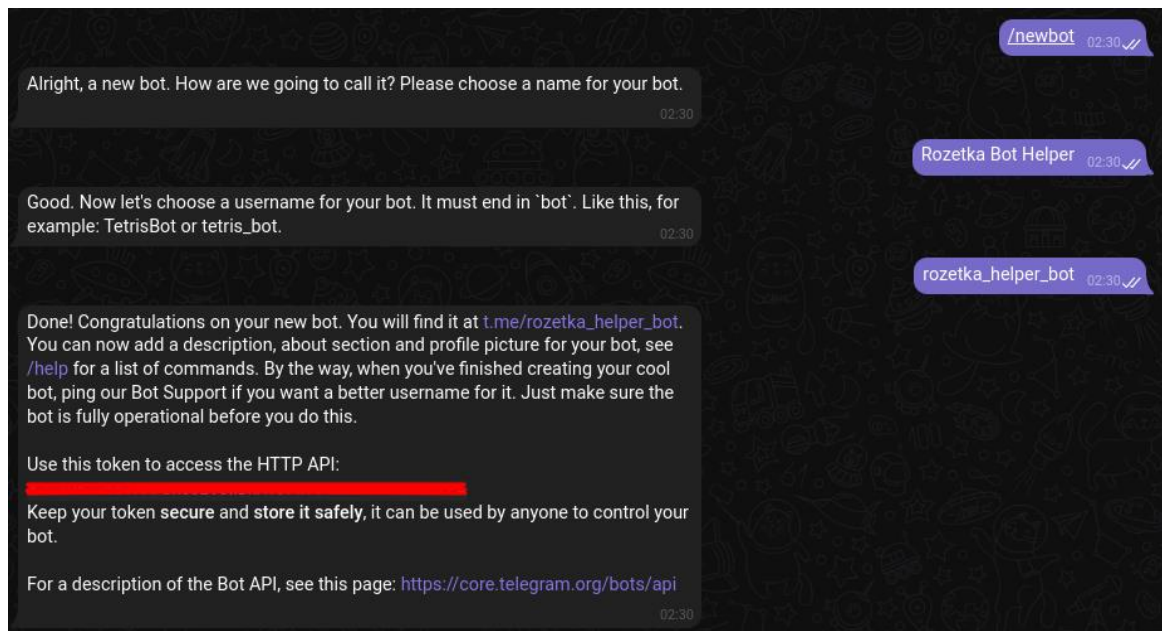 /newbot 02:30
Alright, a new bot. How are we going to call it? Please choose a name for your bot.
02:30
Rozetka Bot Helper 02:30
Good. Now let's choose a username for your bot. It must end in `bot`. Like this, for
example: TetrisBot or tetris_bot.
02:30
rozetka_helper_bot 02:30
Done! Congratulations on your new bot. You will find it at t.me/rozetka_helper_bot.
You can now add a description, about section and profile picture for your bot, see
/help for a list of commands. By the way, when you've finished creating your cool
bot, ping our Bot Support if you want a better username for it. Just make sure the
bot is fully operational before you do this.
Use this token to access the HTTP API:
Keep your token secure and store it safely, it can be used by anyone to control your
bot.
For a description of the Bot API, see this page: https://core.telegram.org/bots/api
02:30